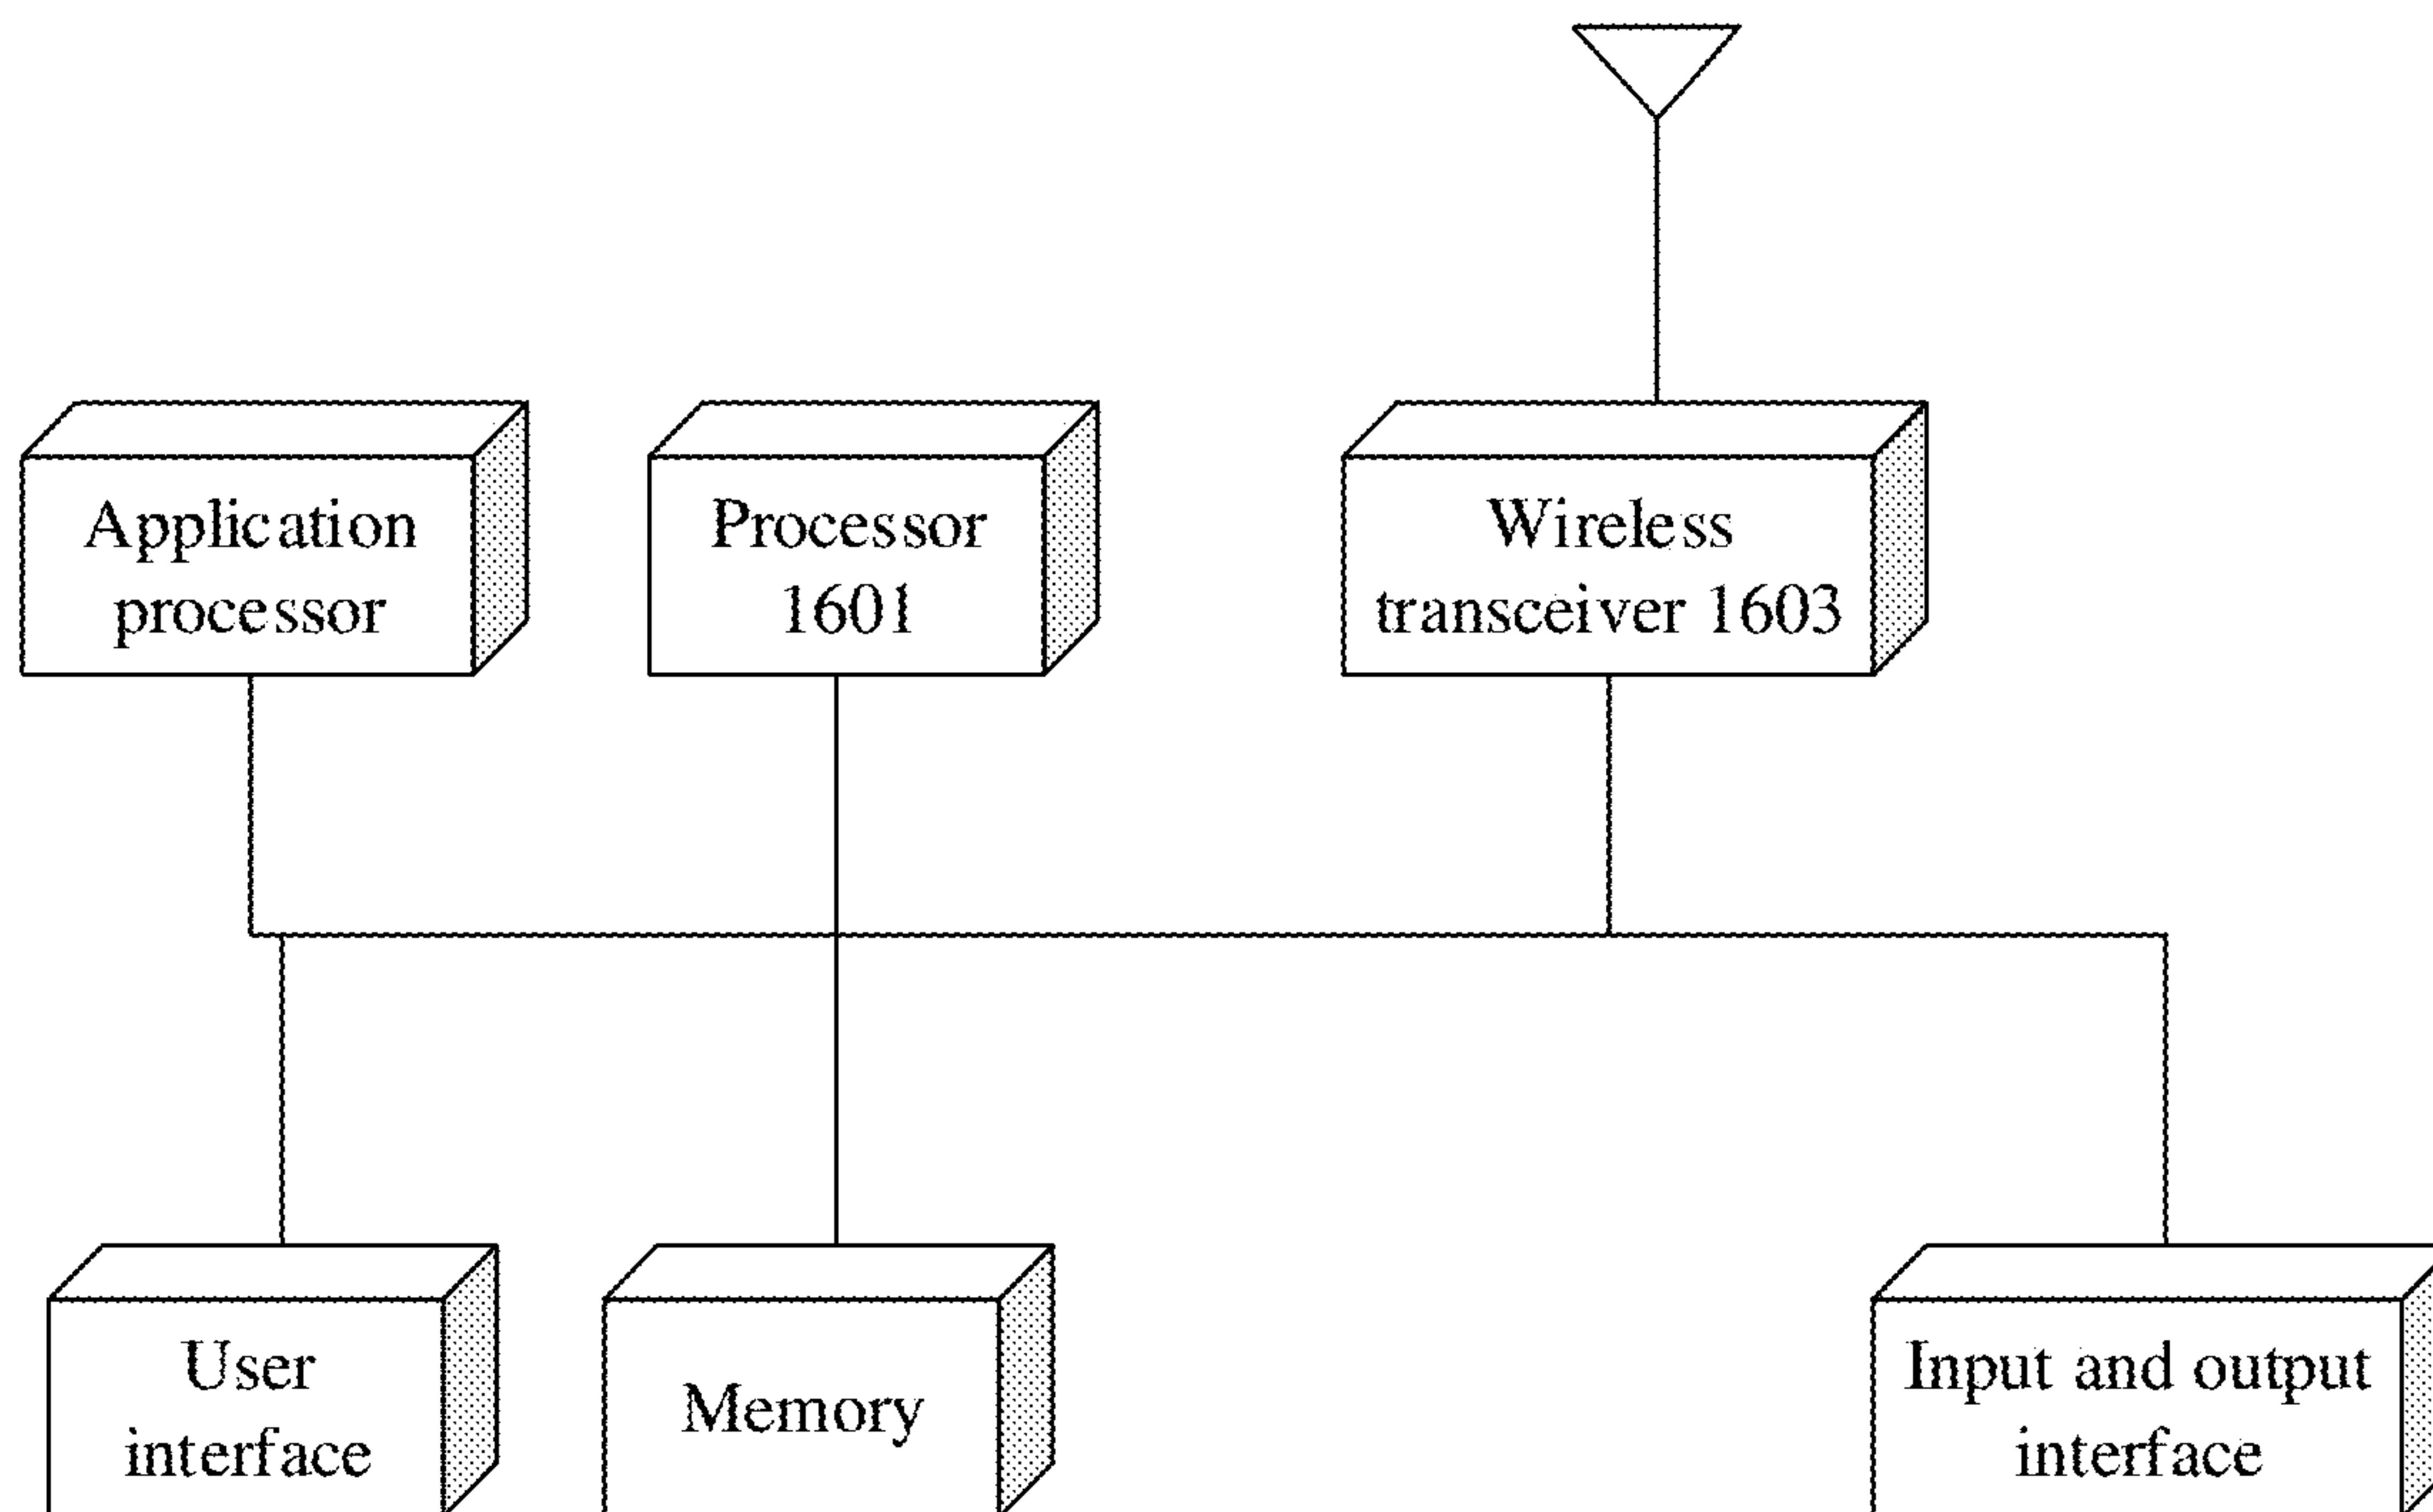 Application
processor
Processor
1601
Wireless
transceiver 1603
User
interface
Memory
Input and output
interface